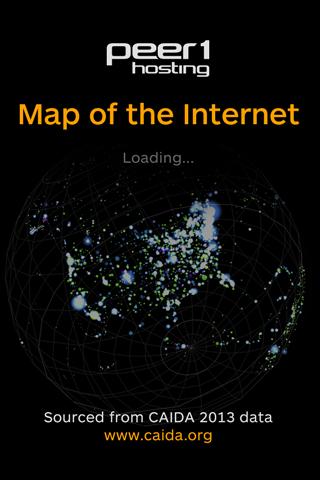 peer1
hosting
Map of the Internet
Loading...
Sourced from CAIDA 2013 data
www.caida.org